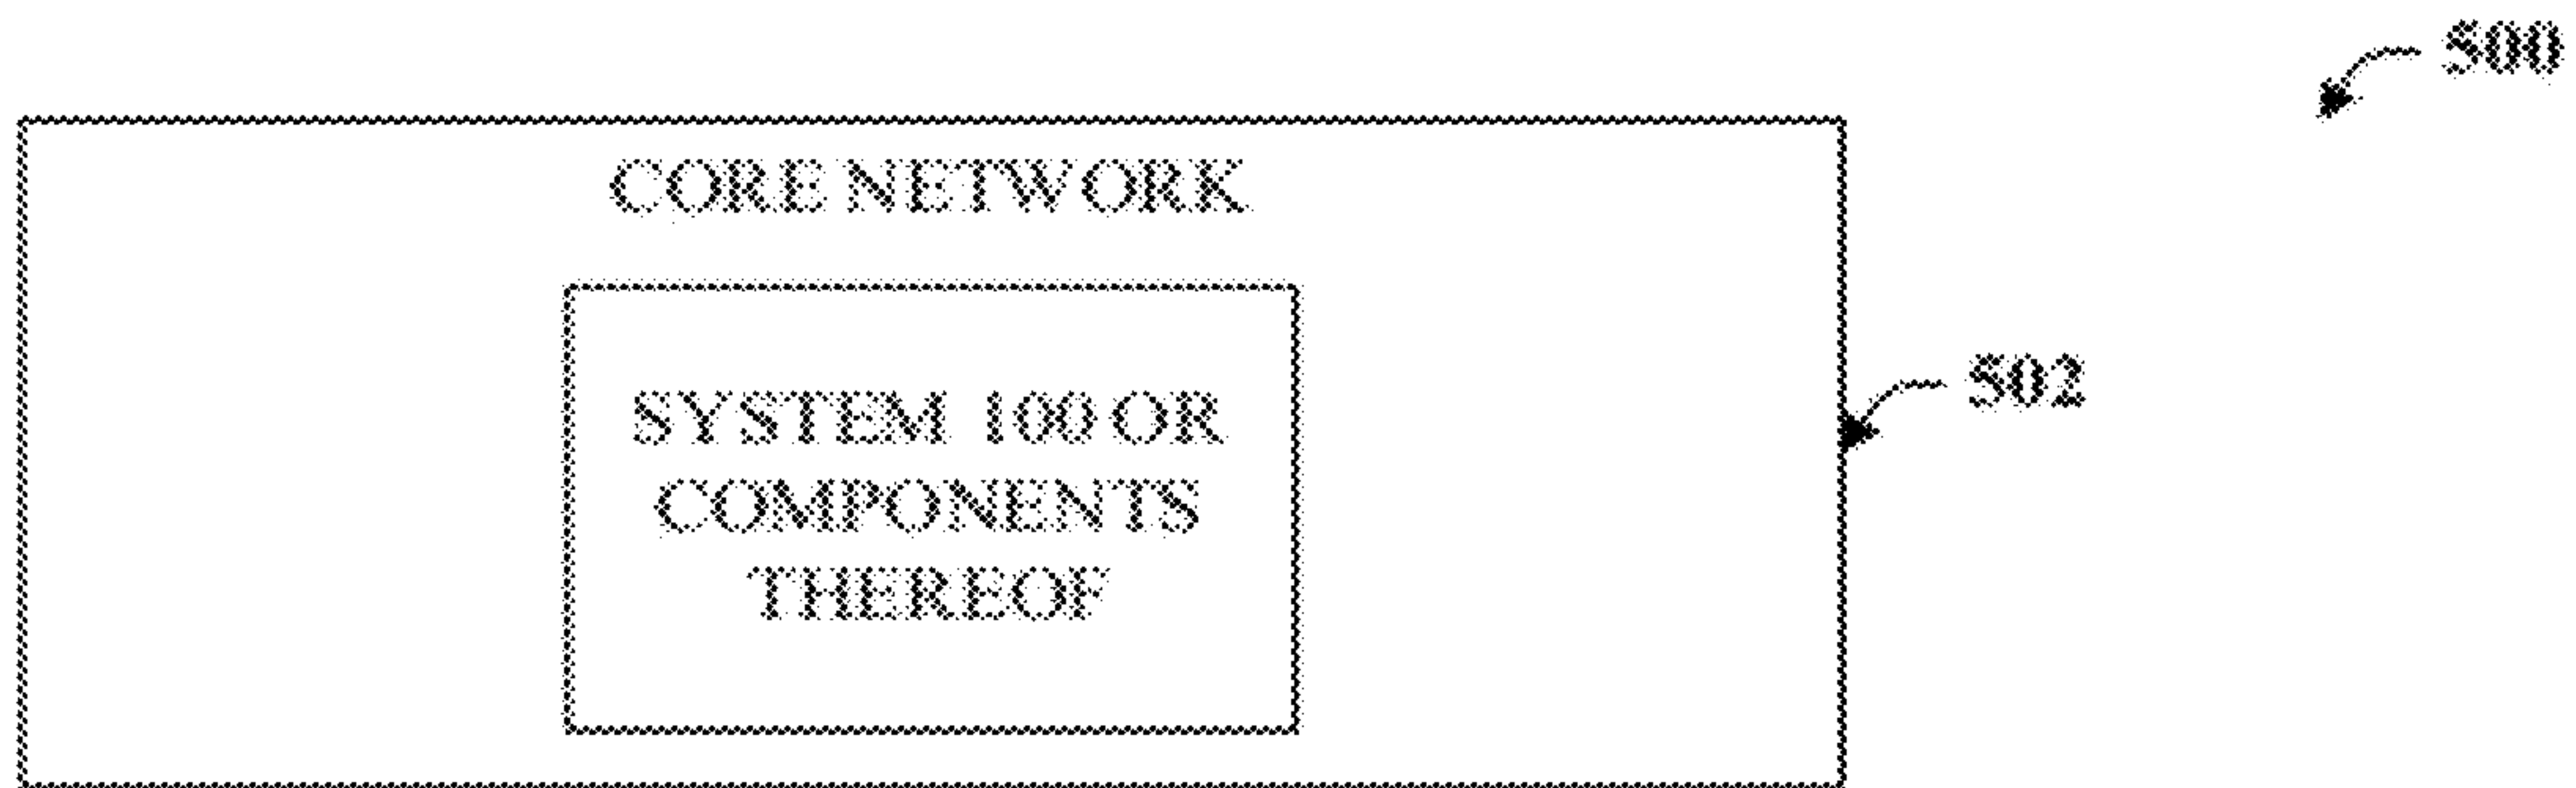 500
CORE NETWORK
502
SYSTEM 100 OR
COMPONENTS
THEREOF